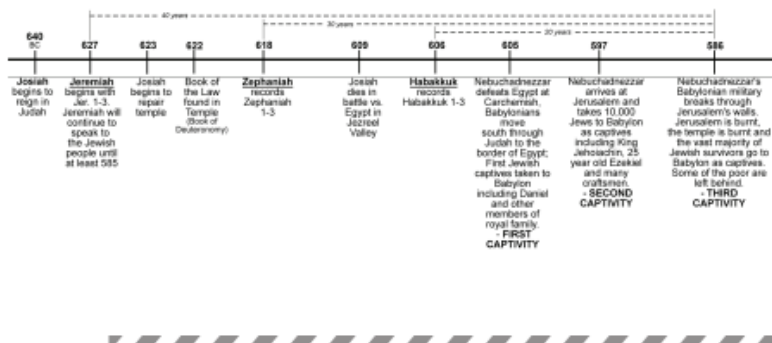 40 years
30 years
20 years
640
BC
627
623
622
618
609
606
605
597
586
Josiah
begins to
reign in
Judah
Jeremiah
begins with
Jer. 1-3.
Jeremiah will
continue to
speak to
the Jewish
people until
at least 585
Josiah
begins to
repair
temple
Book of
the Law
found in
Temple
(Book of
Deuteronomy)
Zephaniah
records
Zephaniah
1-3
Josiah
dies in
battle vs.
Egypt in
Jezreel
Valley
Habakkuk
records
Habakkuk 1-3
Nebuchadnezzar
defeats Egypt at
Carchemish,
Babylonians
move
south through
Judah to the
border of Egypt;
First Jewish
captives taken to
Babylon
including Daniel
and other
members of
royal family.
- FIRST
CAPTIVITY
Nebuchadnezzar
arrives at
Jerusalem and
takes 10,000
Jews to Babylon
as captives
including King
Jehoiachin, 25
year old Ezekiel
and many
craftsmen.
- SECOND
CAPTIVITY
Nebuchadnezzar's
Babylonian military
breaks through
Jerusalem's walls.
Jerusalem is burnt,
the temple is burnt and
the vast majority of
Jewish survivors go to
Babylon as captives.
Some of the poor are
left behind.
- THIRD
CAPTIVITY